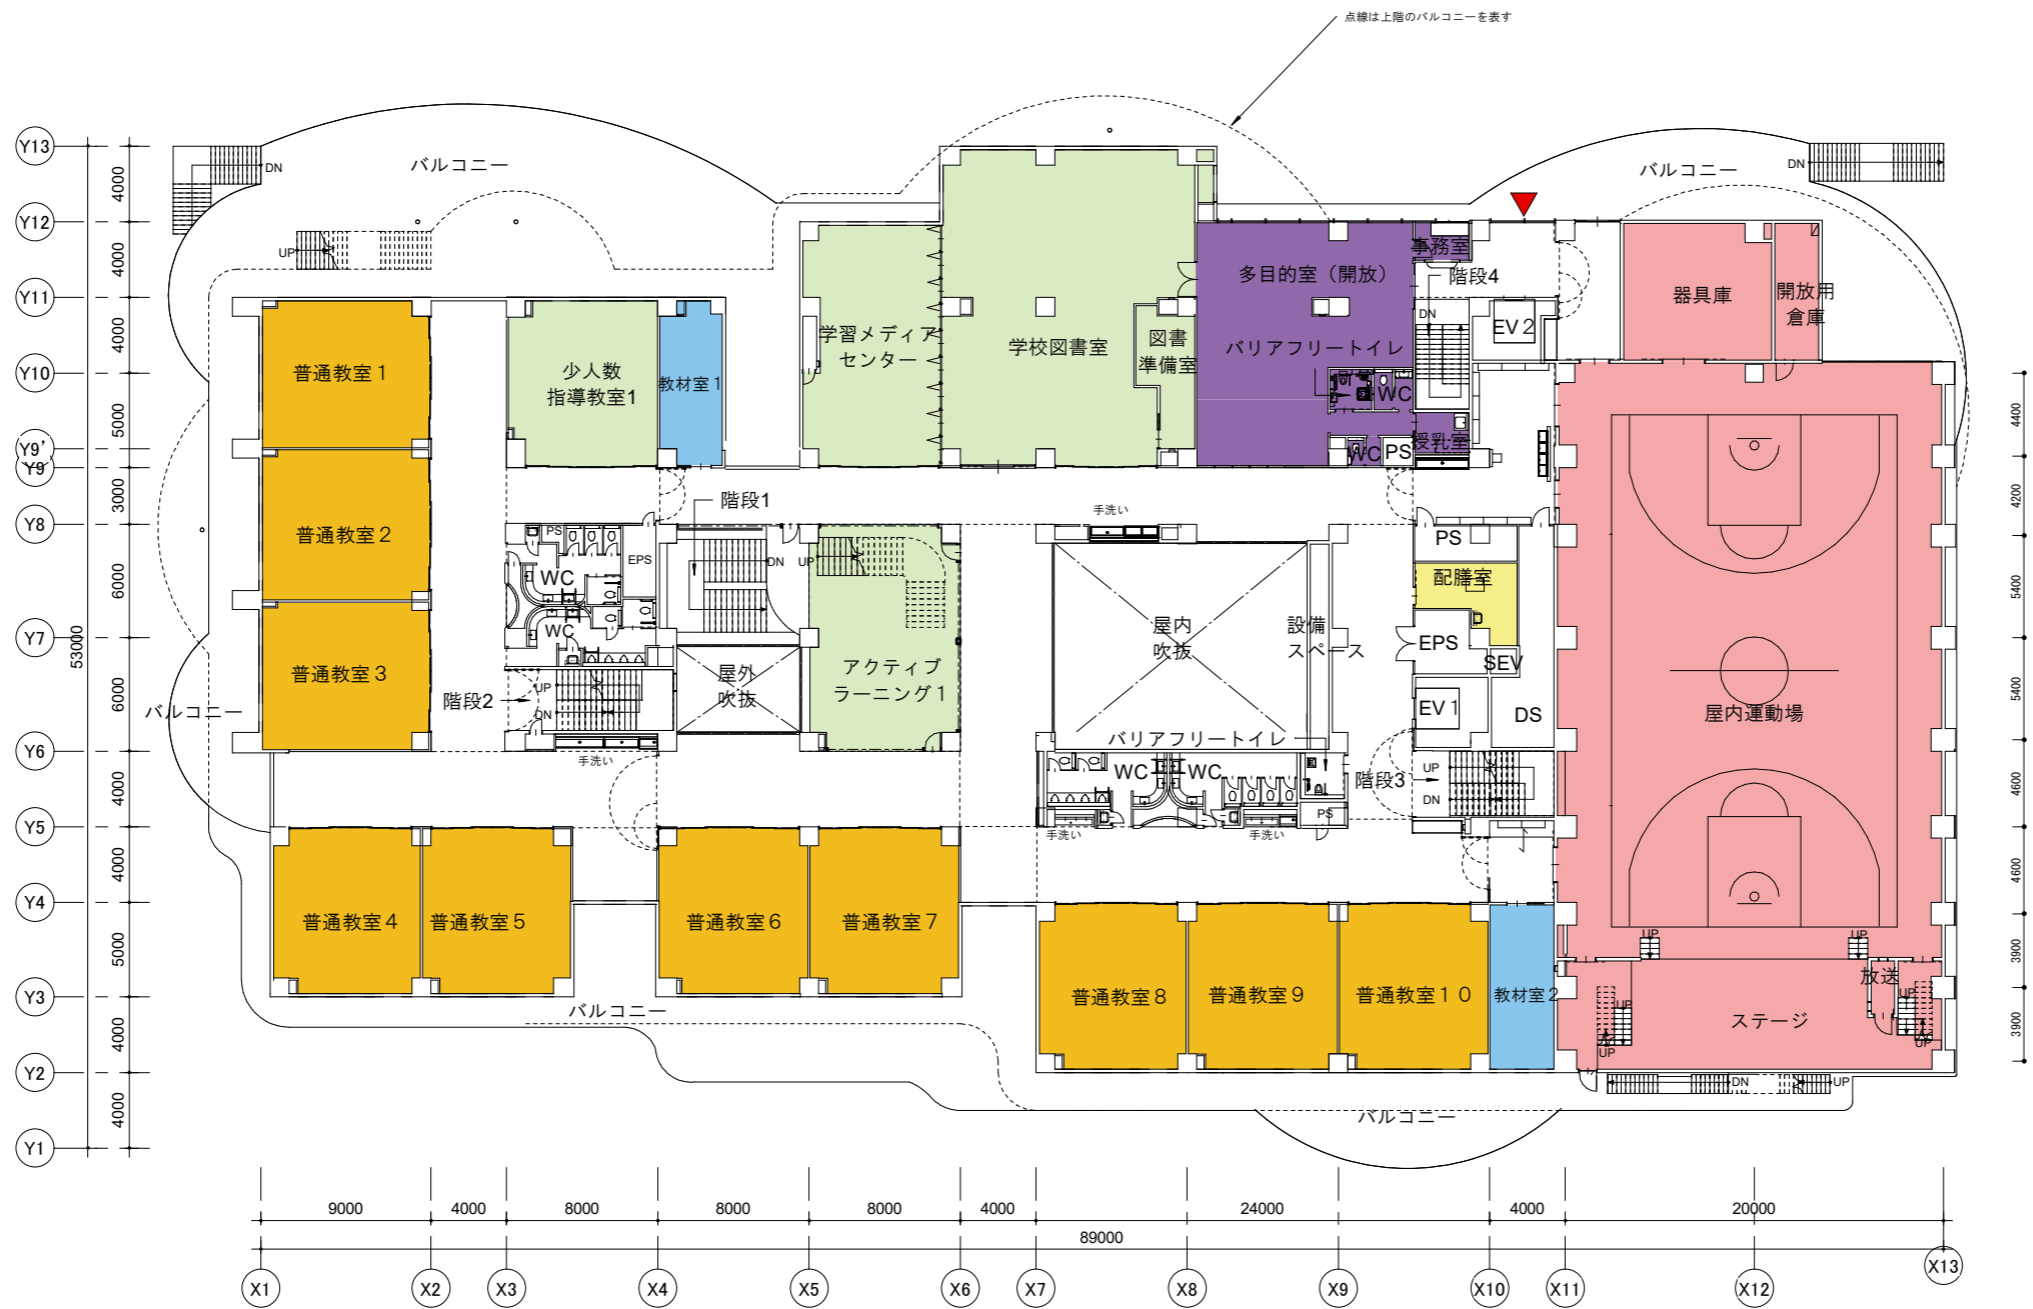 点線は上階のバルコニーを表す
Y13
Y12
Y11
Y10
Y9'
Y9
Y8
Y7
Y6
Y5
Y4
Y3
Y2
Y1
4000
4000
4000
5000
3000
6000
6000
4000
4000
5000
4000
4000
53000
DN
バルコニー
UP
バルコニー
DN
普通教室1
普通教室2
普通教室3
バルコニー
少人数
指導教室1
教材室1
学習メディア
センター
学校図書室
図書
準備室
多目的室（開放）
事務室
階段4
DN
EV2
バリアフリートイレ
WC
授乳室
WC
PS
器具庫
開放用
倉庫
階段1
手洗い
PS
WC
EPS
WC
DN
UP
屋外
吹抜
階段2
UP
DN
手洗い
アクティブ
ラーニング1
屋内
吹抜
設備
スペース
PS
配膳室
EPS
SEV
EV1
DS
バリアフリートイレ
WC
WC
階段3
UP
DN
PS
手洗い
手洗い
屋内運動場
普通教室4
普通教室5
普通教室6
普通教室7
普通教室8
普通教室9
普通教室10
教材室2
バルコニー
UP
UP
放送
UP
UP
ステージ
UP
UP
DN
UP
バルコニー
4400
4200
5400
5400
4600
4600
3900
3900
9000
4000
8000
8000
8000
4000
24000
4000
20000
89000
X1
X2
X3
X4
X5
X6
X7
X8
X9
X10
X11
X12
X13